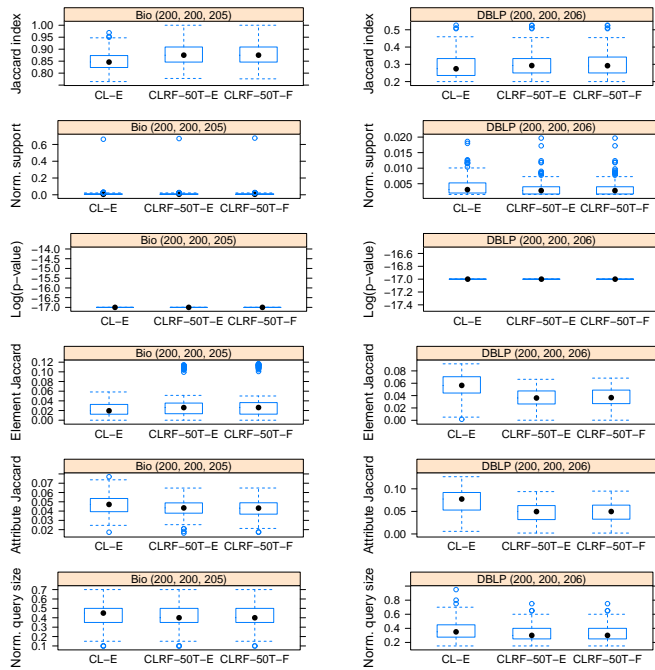 Bio (200, 200, 205)
Jaccard index
1.00
0.95
0.90
0.85
CL−E CLRF−50T−E CLRF−50T−F
DBLP (200, 200, 206)
Jaccard index
0.5
0.4
0.3
0.2
CL−E CLRF−50T−E CLRF−50T−F
Bio (200, 200, 205)
Norm. support
0.6
0.4
0.2
0.0
CL−E CLRF−50T−E CLRF−50T−F
DBLP (200, 200, 206)
Norm. support
0.020
0.015
0.010
0.005
CL−E CLRF−50T−E CLRF−50T−F
Bio (200, 200, 205)
Log(p−value)
−14.0
−14.5
−15.0
−15.5
−16.0
−16.5
−17.0
CL−E CLRF−50T−E CLRF−50T−F
DBLP (200, 200, 206)
Log(p−value)
−16.6
−16.8
−17.0
−17.2
−17.4
CL−E CLRF−50T−E CLRF−50T−F
Bio (200, 200, 205)
Element Jaccard
0.12
0.10
0.08
0.06
0.04
0.02
0.00
CL−E CLRF−50T−E CLRF−50T−F
DBLP (200, 200, 206)
Element Jaccard
0.08
0.06
0.04
0.02
0.00
CL−E CLRF−50T−E CLRF−50T−F
Bio (200, 200, 205)
Attribute Jaccard
0.07
0.06
0.05
0.04
0.03
0.02
0.01
CL−E CLRF−50T−E CLRF−50T−F
DBLP (200, 200, 206)
Attribute Jaccard
0.10
0.05
0.00
CL−E CLRF−50T−E CLRF−50T−F
Bio (200, 200, 205)
Norm. query size
0.7
0.6
0.5
0.4
0.3
0.2
0.1
CL−E CLRF−50T−E CLRF−50T−F
DBLP (200, 200, 206)
Norm. query size
0.8
0.6
0.4
0.2
CL−E CLRF−50T−E CLRF−50T−F